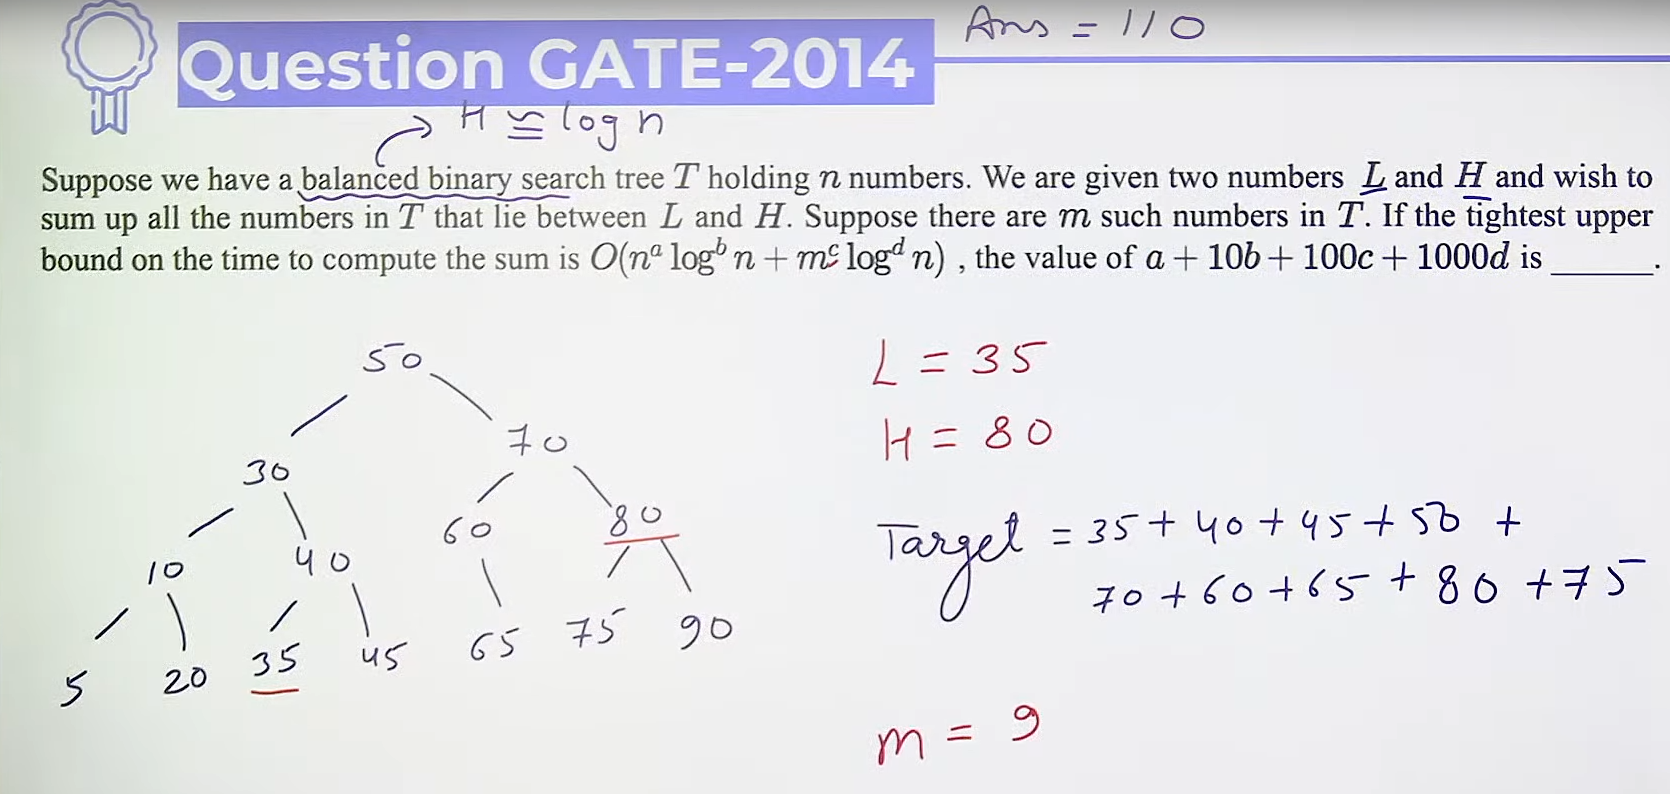 Ans = 110
Question GATE-2014
H ≅ log n
Suppose we have a balanced binary search tree T holding n numbers. We are given two numbers L and H and wish to
sum up all the numbers in T that lie between L and H. Suppose there are m such numbers in T. If the tightest upper
bound on the time to compute the sum is O(nᵃ logᵇ n + mᶜ logᵈ n) , the value of a + 10b + 100c + 1000d is ______.
50
30 70
10 40 60 80
5 20 35 45 65 75 90
L = 35
H = 80
Target = 35 + 40 + 45 + 50 +
70 + 60 + 65 + 80 + 75
m = 9